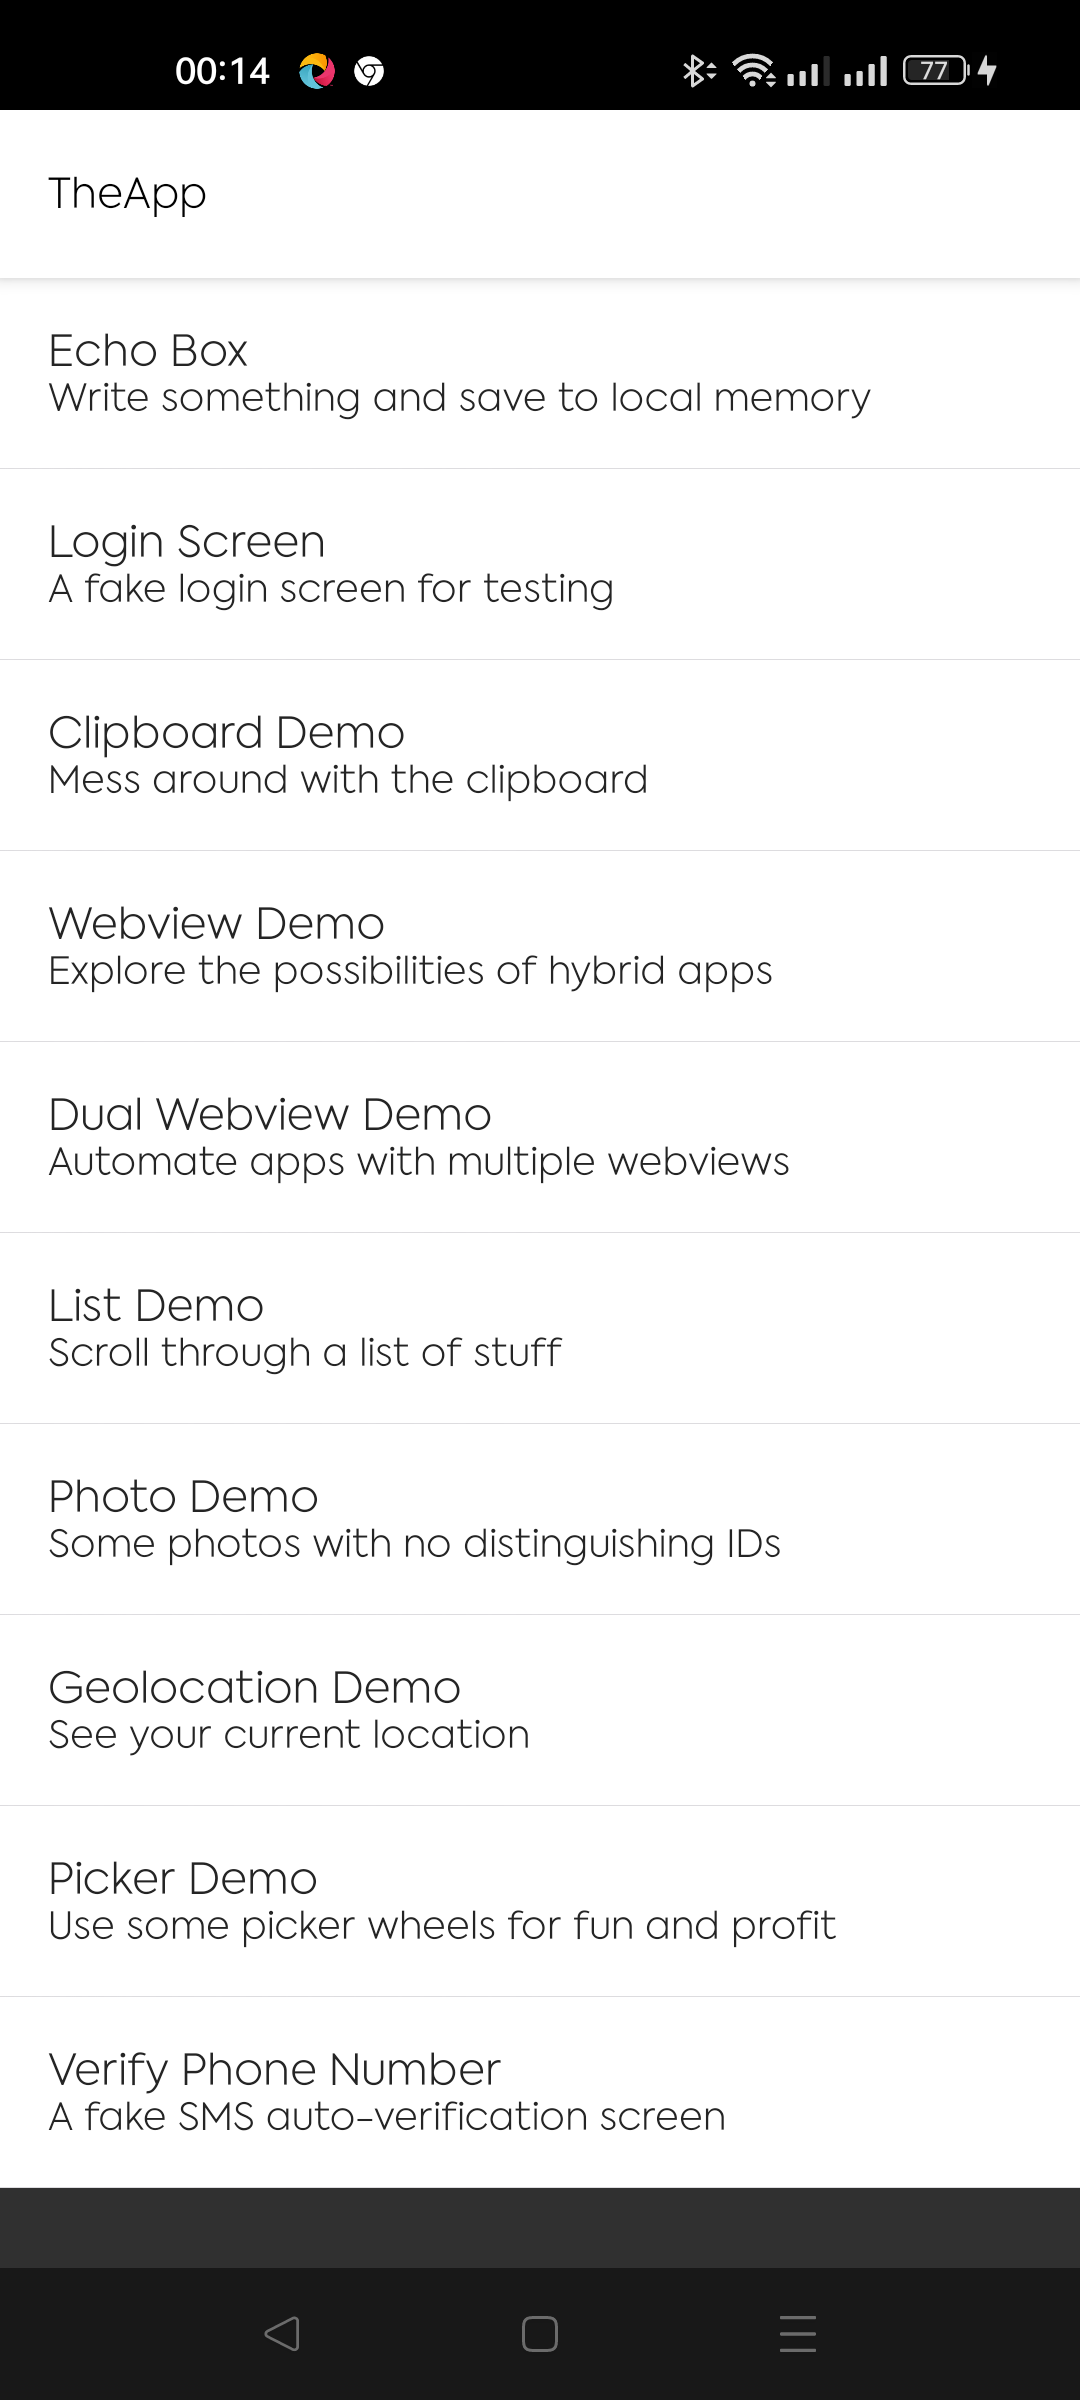 00:14
77
TheApp
Echo Box
Write something and save to local memory
Login Screen
A fake login screen for testing
Clipboard Demo
Mess around with the clipboard
Webview Demo
Explore the possibilities of hybrid apps
Dual Webview Demo
Automate apps with multiple webviews
List Demo
Scroll through a list of stuff
Photo Demo
Some photos with no distinguishing IDs
Geolocation Demo
See your current location
Picker Demo
Use some picker wheels for fun and profit
Verify Phone Number
A fake SMS auto-verification screen